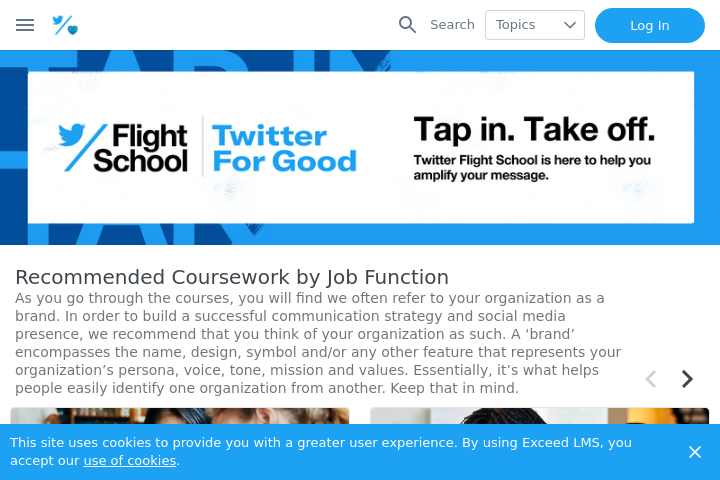 Search
Topics
Log In
Flight School
Twitter For Good
Tap in. Take off.
Twitter Flight School is here to help you
amplify your message.
Recommended Coursework by Job Function
As you go through the courses, you will find we often refer to your organization as a
brand. In order to build a successful communication strategy and social media
presence, we recommend that you think of your organization as such. A ‘brand’
encompasses the name, design, symbol and/or any other feature that represents your
organization’s persona, voice, tone, mission and values. Essentially, it’s what helps
people easily identify one organization from another. Keep that in mind.
This site uses cookies to provide you with a greater user experience. By using Exceed LMS, you
accept our use of cookies.